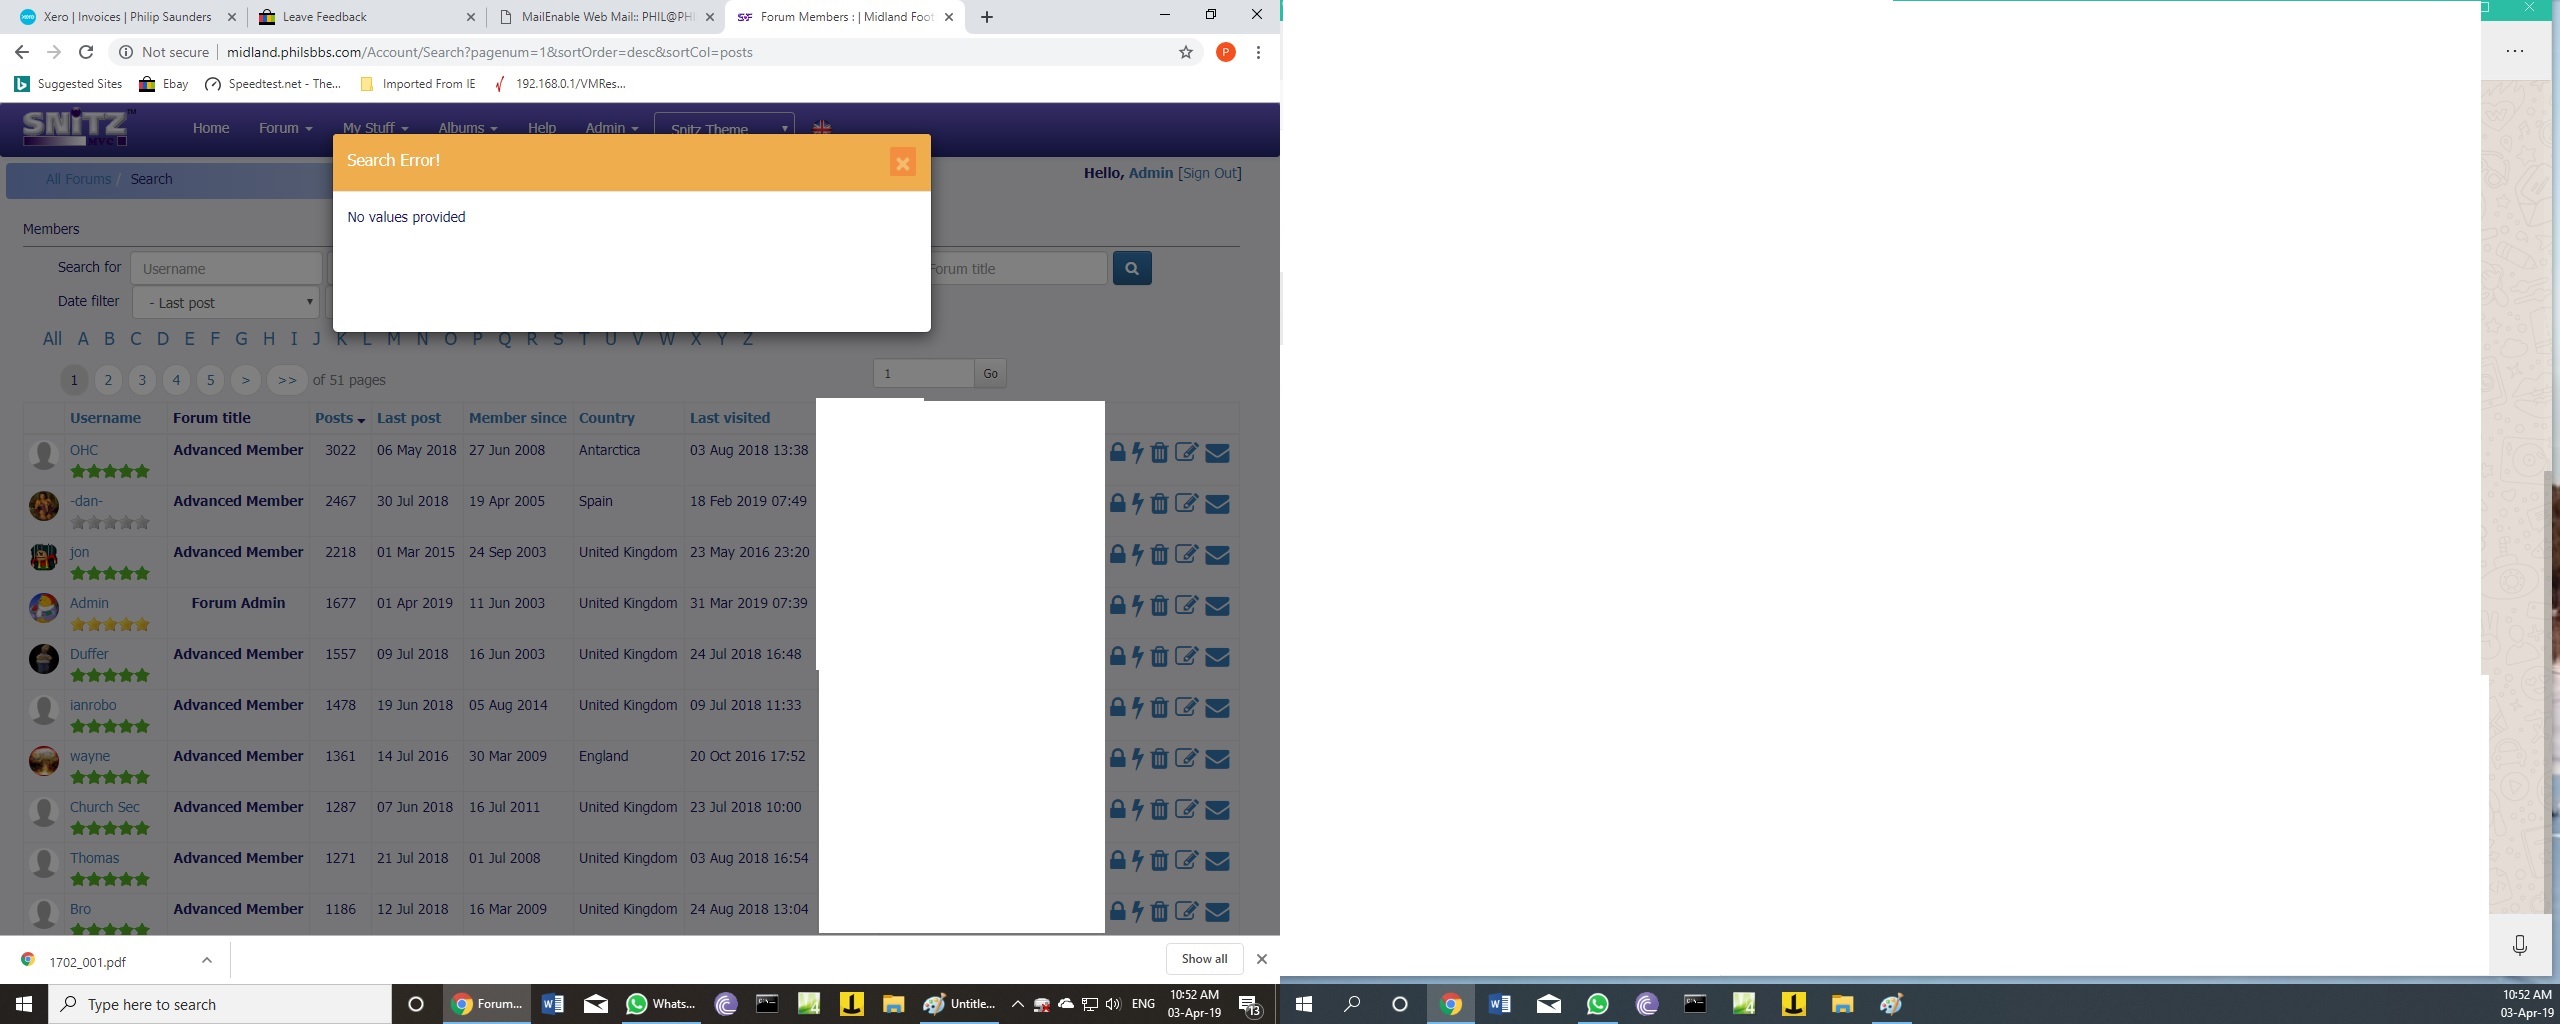 Xero | Invoices | Philip Saunders
Leave Feedback
MailEnable Web Mail:: PHIL@PHI
Forum Members : | Midland Foot
Not secure
midland.philsbbs.com/Account/Search?pagenum=1&sortOrder=desc&sortCol=posts
P
Suggested Sites
Ebay
Speedtest.net - The...
Imported From IE
192.168.0.1/VMRes...
SNiTZ™
MVC
Home
Forum
My Stuff
Albums
Help
Admin
Snitz Theme
Search Error!
No values provided
All Forums / Search
Hello, Admin [Sign Out]
Members
Search for
Username
Forum title
Date filter
- Last post
All A B C D E F G H I J K L M N O P Q R S T U V W X Y Z
1 2 3 4 5 > >> of 51 pages
1
Go
Username Forum title Posts Last post Member since Country Last visited
OHC Advanced Member 3022 06 May 2018 27 Jun 2008 Antarctica 03 Aug 2018 13:38
-dan- Advanced Member 2467 30 Jul 2018 19 Apr 2005 Spain 18 Feb 2019 07:49
jon Advanced Member 2218 01 Mar 2015 24 Sep 2003 United Kingdom 23 May 2016 23:20
Admin Forum Admin 1677 01 Apr 2019 11 Jun 2003 United Kingdom 31 Mar 2019 07:39
Duffer Advanced Member 1557 09 Jul 2018 16 Jun 2003 United Kingdom 24 Jul 2018 16:48
ianrobo Advanced Member 1478 19 Jun 2018 05 Aug 2014 United Kingdom 09 Jul 2018 11:33
wayne Advanced Member 1361 14 Jul 2016 30 Mar 2009 England 20 Oct 2016 17:52
Church Sec Advanced Member 1287 07 Jun 2018 16 Jul 2011 United Kingdom 23 Jul 2018 10:00
Thomas Advanced Member 1271 21 Jul 2018 01 Jul 2008 United Kingdom 03 Aug 2018 16:54
Bro Advanced Member 1186 12 Jul 2018 16 Mar 2009 United Kingdom 24 Aug 2018 13:04
1702_001.pdf
Show all
Type here to search
Forum...
Whats...
Untitle...
ENG
10:52 AM
03-Apr-19
13
10:52 AM
03-Apr-19